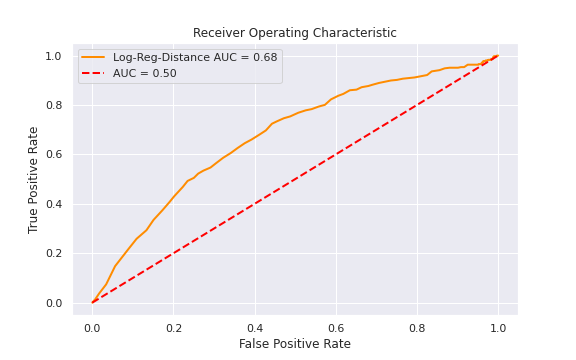 Receiver Operating Characteristic
Log-Reg-Distance AUC = 0.68
AUC = 0.50
True Positive Rate
1.0
0.8
0.6
0.4
0.2
0.0
0.0 0.2 0.4 0.6 0.8 1.0
False Positive Rate